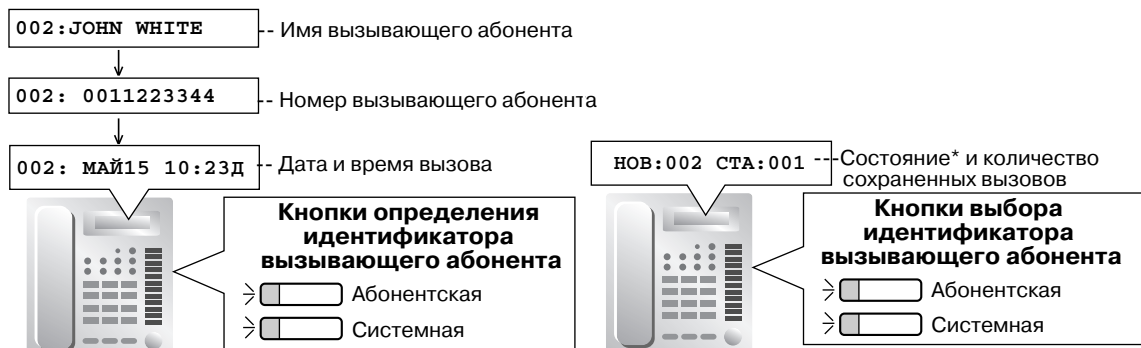 002:JOHN WHITE
Имя вызывающего абонента
002: 0011223344
Номер вызывающего абонента
002: МАЙ15 10:23Д
Дата и время вызова
Кнопки определения
идентификатора
вызывающего абонента
Абонентская
Системная
НОВ:002 СТА:001
Состояние* и количество
сохраненных вызовов
Кнопки выбора
идентификатора
вызывающего абонента
Абонентская
Системная